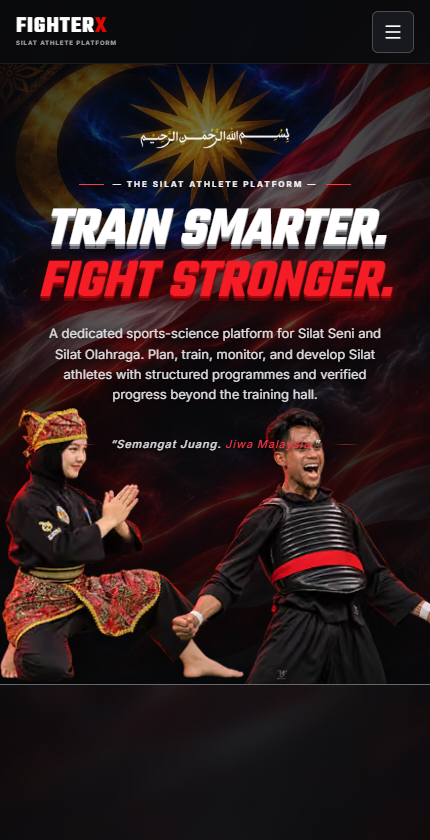 FIGHTERX
SILAT ATHLETE PLATFORM
☰
بِسْمِ اللهِ الرَّحْمٰنِ الرَّحِيْمِ
— THE SILAT ATHLETE PLATFORM —
TRAIN SMARTER.
FIGHT STRONGER.
A dedicated sports-science platform for Silat Seni and
Silat Olahraga. Plan, train, monitor, and develop Silat
athletes with structured programmes and verified
progress beyond the training hall.
"Semangat Juang. Jiwa Malaysia."